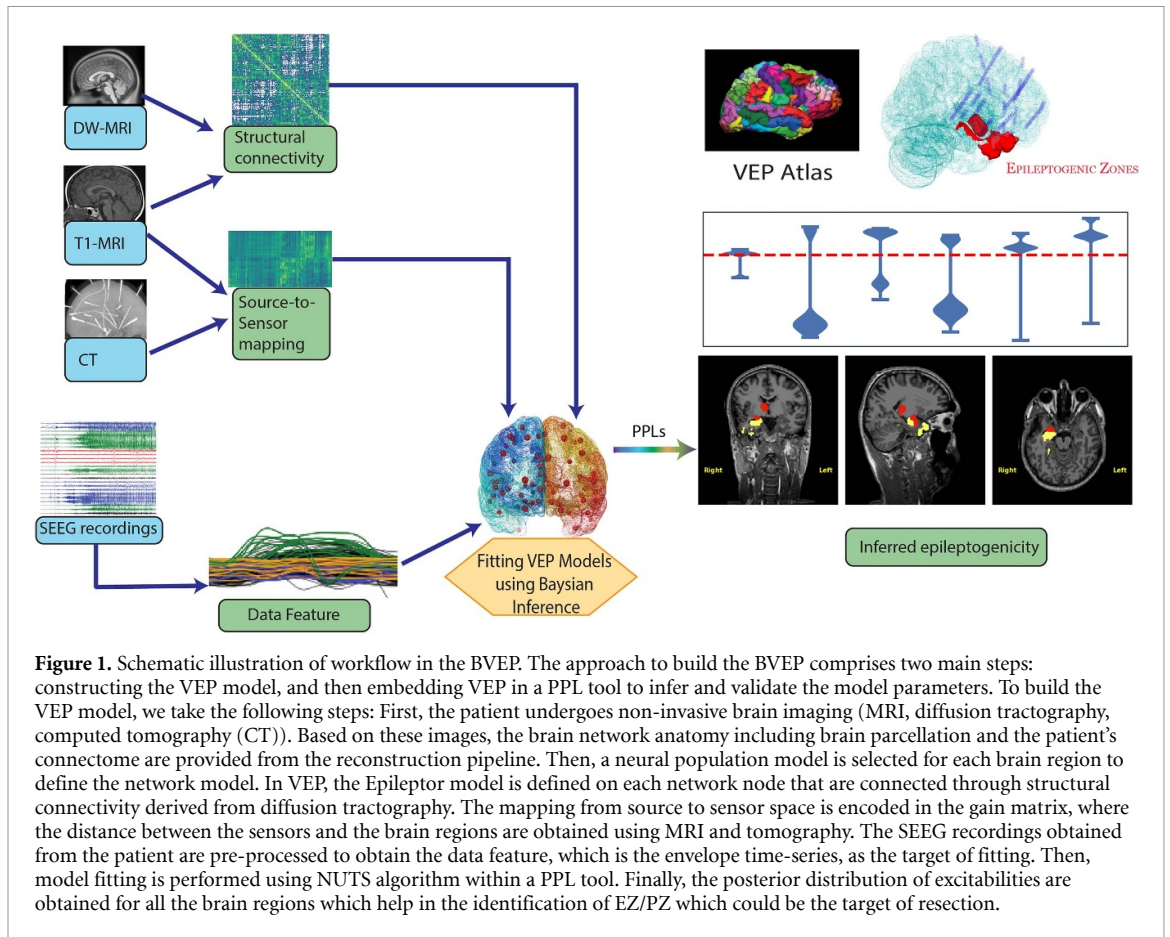 DW-MRI
Structural
connectivity
T1-MRI
Source-to-
Sensor
mapping
CT
SEEG recordings
Data Feature
Fitting VEP Models
using Baysian
Inference
PPLs
VEP Atlas
EPILEPTOGENIC ZONES
Right
Left
Right
Left
Inferred epileptogenicity
Figure 1. Schematic illustration of workflow in the BVEP. The approach to build the BVEP comprises two main steps:
constructing the VEP model, and then embedding VEP in a PPL tool to infer and validate the model parameters. To build the
VEP model, we take the following steps: First, the patient undergoes non-invasive brain imaging (MRI, diffusion tractography,
computed tomography (CT)). Based on these images, the brain network anatomy including brain parcellation and the patient's
connectome are provided from the reconstruction pipeline. Then, a neural population model is selected for each brain region to
define the network model. In VEP, the Epileptor model is defined on each network node that are connected through structural
connectivity derived from diffusion tractography. The mapping from source to sensor space is encoded in the gain matrix, where
the distance between the sensors and the brain regions are obtained using MRI and tomography. The SEEG recordings obtained
from the patient are pre-processed to obtain the data feature, which is the envelope time-series, as the target of fitting. Then,
model fitting is performed using NUTS algorithm within a PPL tool. Finally, the posterior distribution of excitabilities are
obtained for all the brain regions which help in the identification of EZ/PZ which could be the target of resection.